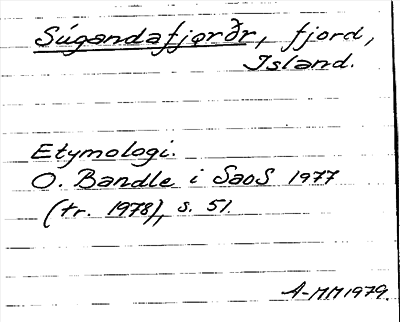 Súgandafjǫrðr, fjord,
Island.
Etymologi.
O. Bandle i SaoS 1977
(tr. 1978), s. 51.
A-MM1979.